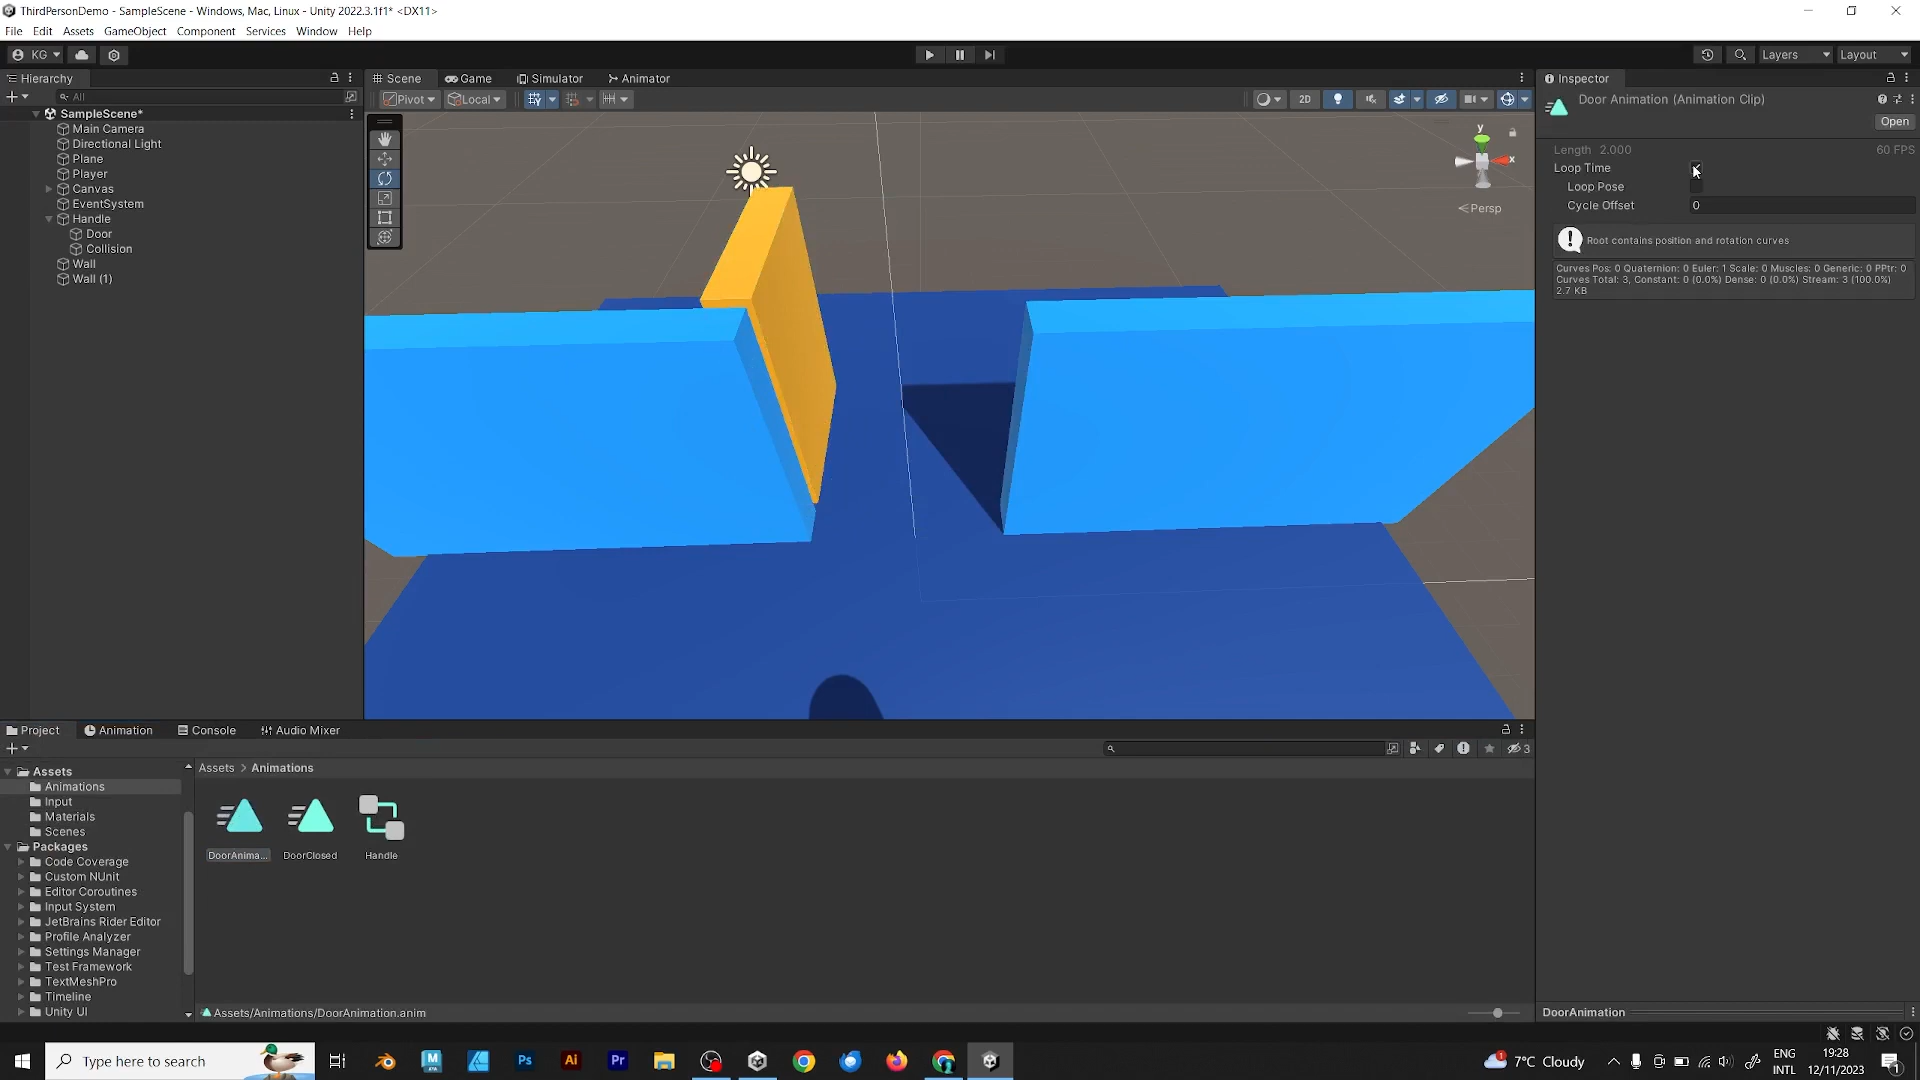 ThirdPersonDemo - SampleScene - Windows, Mac, Linux - Unity 2022.3.1f1* <DX11>
File Edit Assets GameObject Component Services Window Help
KG Layers Layout
Hierarchy
All
SampleScene*
Main Camera
Directional Light
Plane
Player
Canvas
EventSystem
Handle
Door
Collision
Wall
Wall (1)
Scene Game Simulator Animator
Pivot Local 2D
y
x
Persp
Inspector
Door Animation (Animation Clip)
Open
Length 2.000 60 FPS
Loop Time
Loop Pose
Cycle Offset 0
Root contains position and rotation curves
Curves Pos: 0 Quaternion: 0 Euler: 1 Scale: 0 Muscles: 0 Generic: 0 PPtr: 0
Curves Total: 3, Constant: 0 (0.0%) Dense: 0 (0.0%) Stream: 3 (100.0%)
2.7 KB
Project Animation Console Audio Mixer
3
Assets
Animations
Input
Materials
Scenes
Packages
Code Coverage
Custom NUnit
Editor Coroutines
Input System
JetBrains Rider Editor
Profile Analyzer
Settings Manager
Test Framework
TextMeshPro
Timeline
Unity UI
Assets > Animations
DoorAnima...
DoorClosed
Handle
Assets/Animations/DoorAnimation.anim
DoorAnimation
Type here to search
M
Ps
Ai
Pr
1
7°C Cloudy
ENG
INTL
19:28
12/11/2023
1